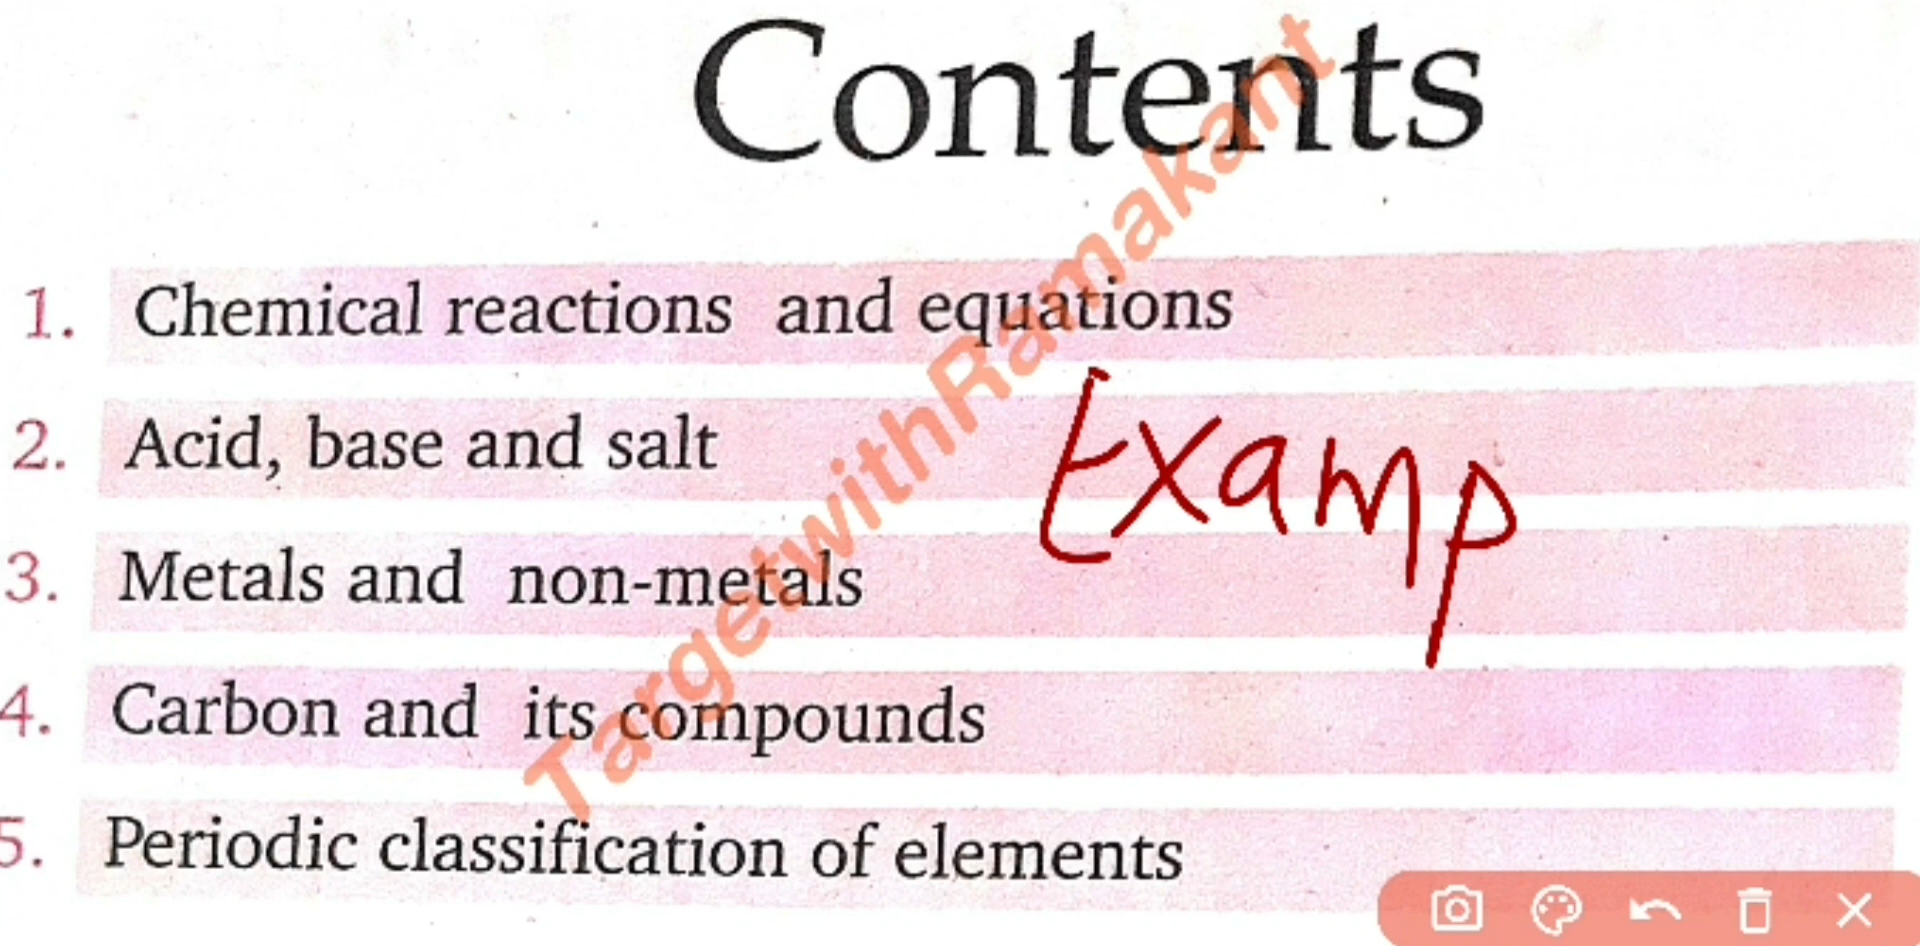 Contents
1. Chemical reactions and equations
2. Acid, base and salt
3. Metals and non-metals
4. Carbon and its compounds
5. Periodic classification of elements
Examp
TargetwithRamakant